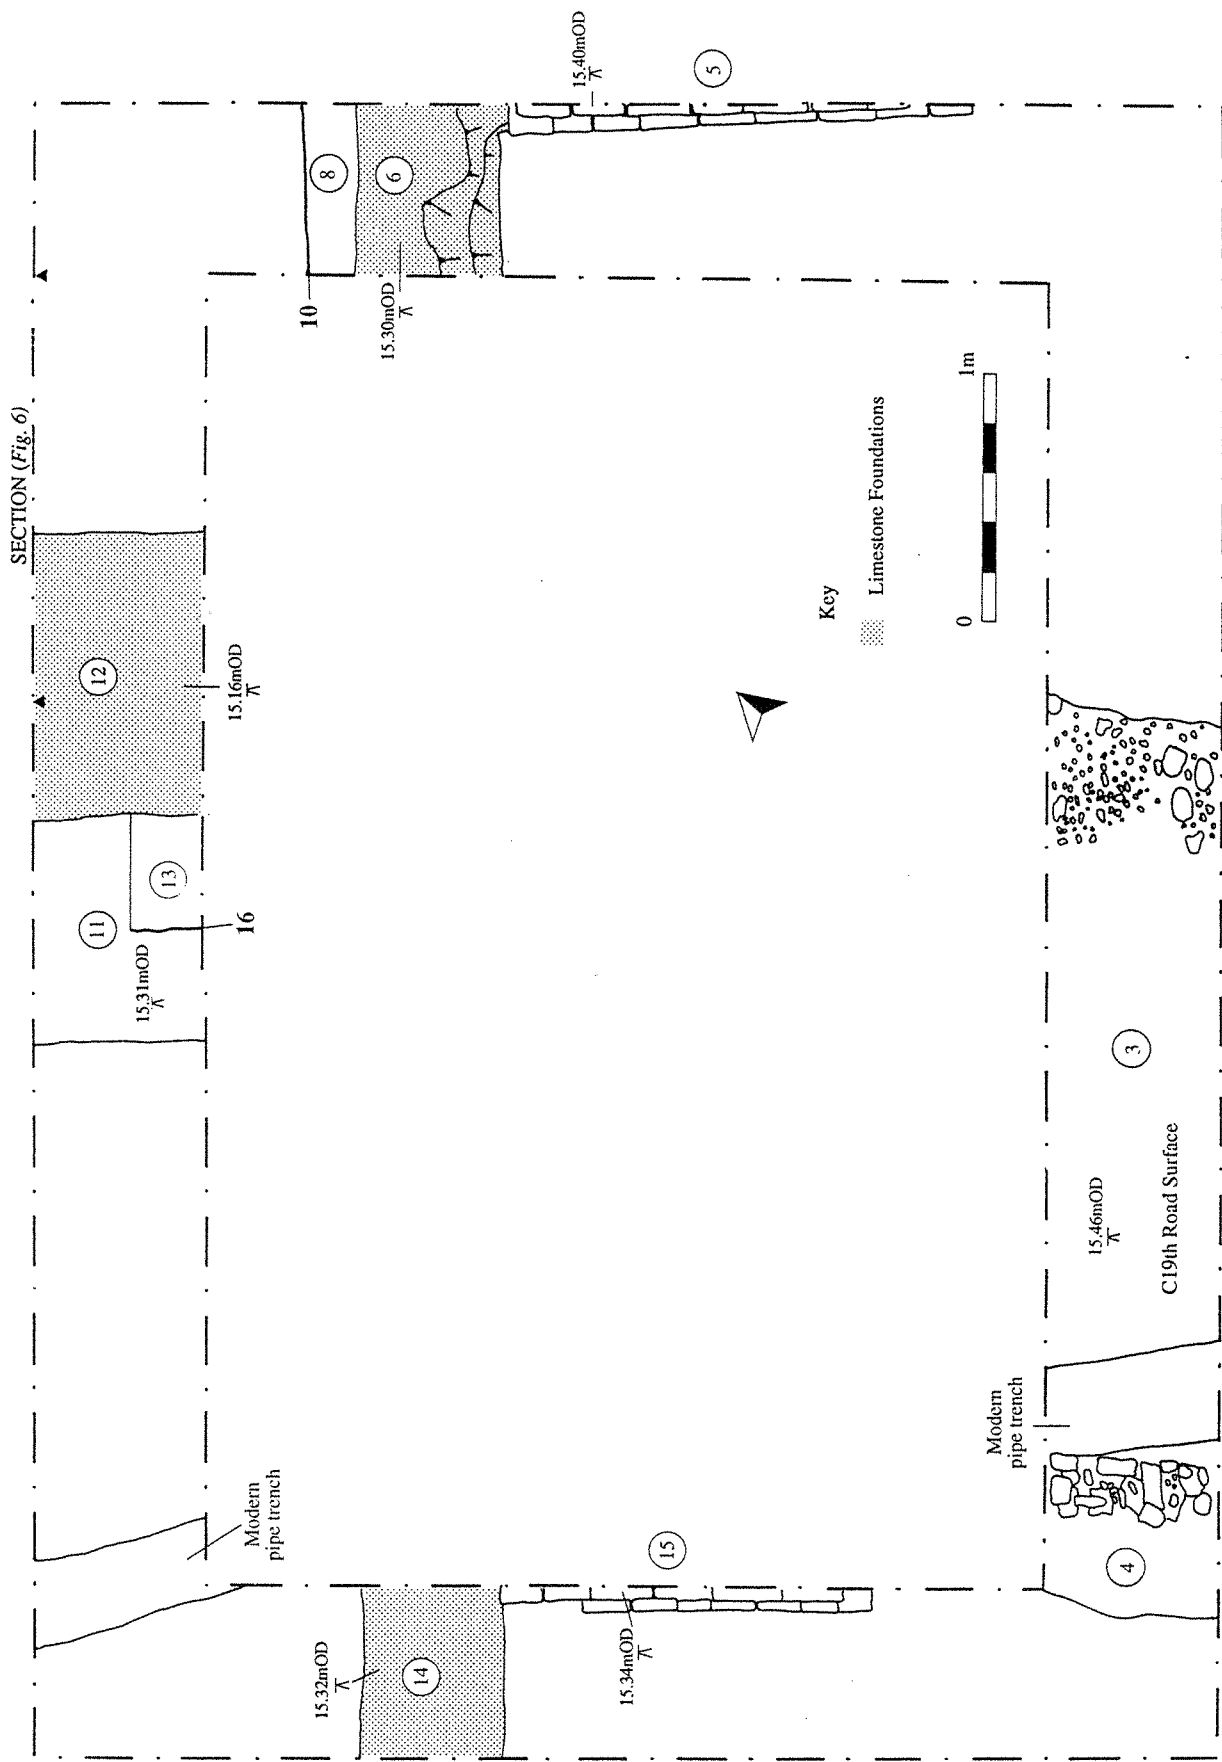 SECTION (Fig. 6)
11
12
15.31mOD
13
16
15.16mOD
Modern
pipe trench
10
8
15.32mOD
15.30mOD
6
14
15.40mOD
15.34mOD
15
5
Key
Limestone Foundations
0 1m
Modern
pipe trench
15.46mOD
4
3
C19th Road Surface